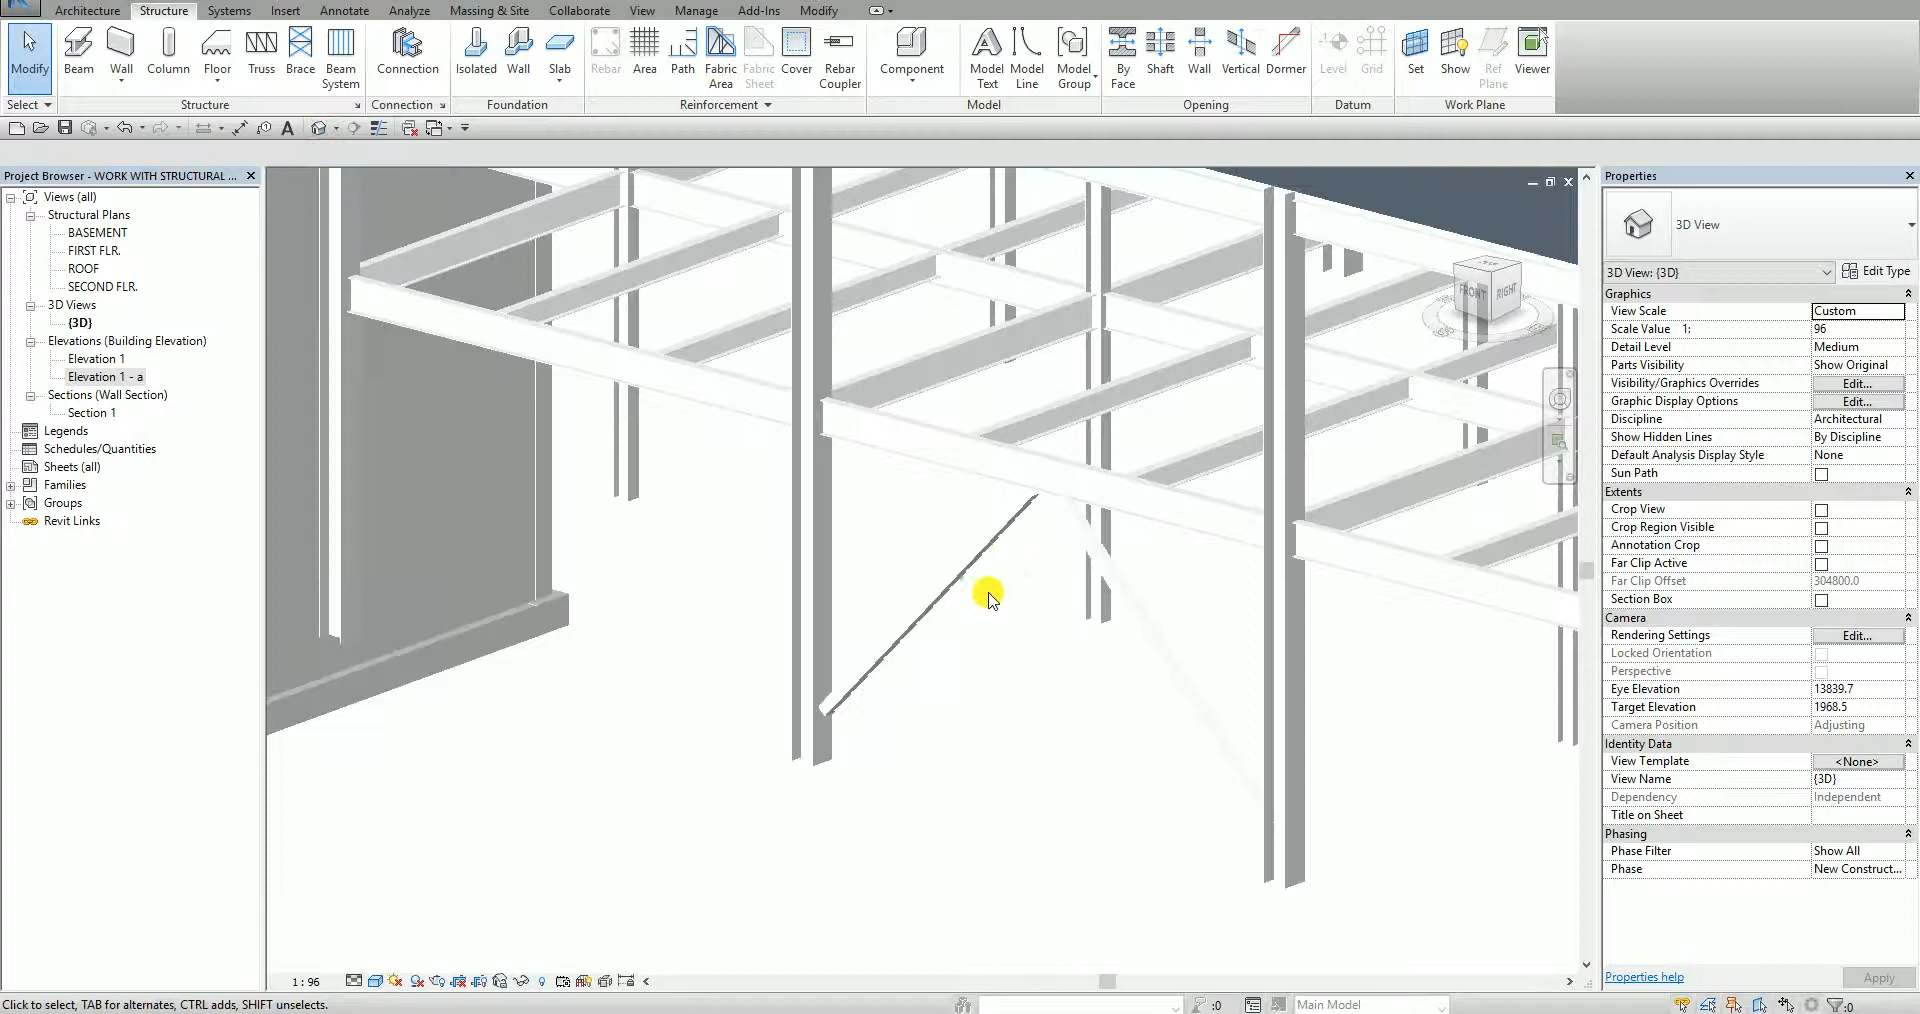 Architecture Structure Systems Insert Annotate Analyze Massing & Site Collaborate View Manage Add-Ins Modify
Modify Beam Wall Column Floor Truss Brace Beam System Connection Isolated Wall Slab Rebar Area Path Fabric Area Fabric Sheet Cover Rebar Coupler Component Model Text Model Line Model Group By Face Shaft Wall Vertical Dormer Level Grid Set Show Ref Plane Viewer
Select Structure Connection Foundation Reinforcement Model Opening Datum Work Plane
Project Browser - WORK WITH STRUCTURAL ...
Views (all)
Structural Plans
BASEMENT
FIRST FLR.
ROOF
SECOND FLR.
3D Views
{3D}
Elevations (Building Elevation)
Elevation 1
Elevation 1 - a
Sections (Wall Section)
Section 1
Legends
Schedules/Quantities
Sheets (all)
Families
Groups
Revit Links
FRONT RIGHT
Properties
3D View
3D View: {3D} Edit Type
Graphics
View Scale Custom
Scale Value 1: 96
Detail Level Medium
Parts Visibility Show Original
Visibility/Graphics Overrides Edit...
Graphic Display Options Edit...
Discipline Architectural
Show Hidden Lines By Discipline
Default Analysis Display Style None
Sun Path
Extents
Crop View
Crop Region Visible
Annotation Crop
Far Clip Active
Far Clip Offset 304800.0
Section Box
Camera
Rendering Settings Edit...
Locked Orientation
Perspective
Eye Elevation 13839.7
Target Elevation 1968.5
Camera Position Adjusting
Identity Data
View Template <None>
View Name {3D}
Dependency Independent
Title on Sheet
Phasing
Phase Filter Show All
Phase New Construct...
Properties help Apply
1 : 96
Click to select, TAB for alternates, CTRL adds, SHIFT unselects.
:0 Main Model :0